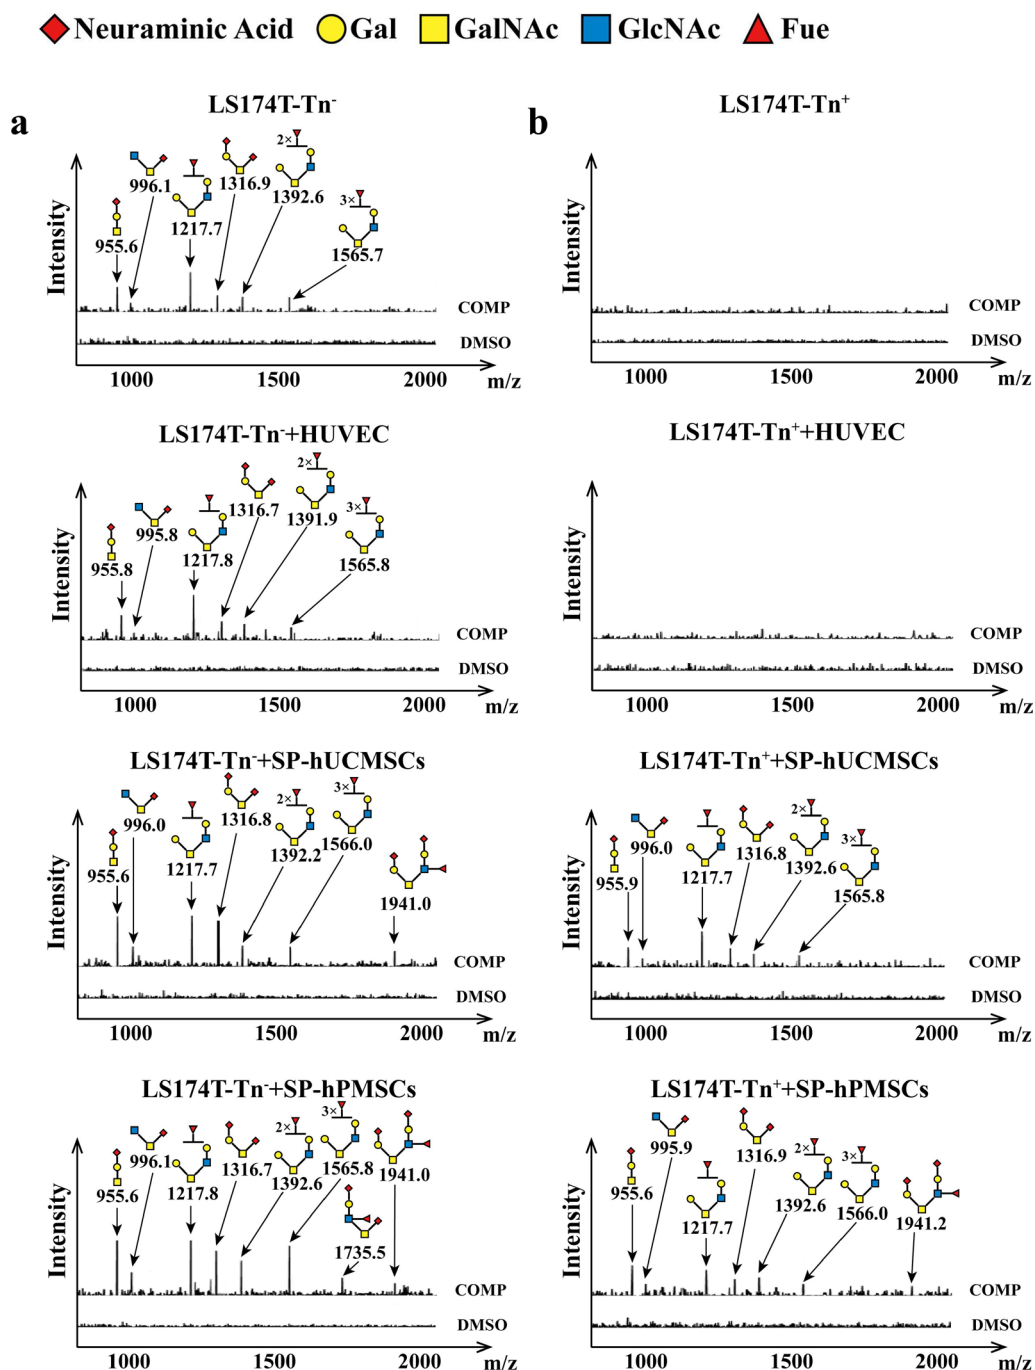 Neuraminic Acid Gal GalNAc GlcNAc Fue
a
LS174T-Tn⁻
Intensity
955.6
996.1
1217.7
1316.9
2×
1392.6
3×
1565.7
COMP
DMSO
1000 1500 2000 m/z
b
LS174T-Tn⁺
Intensity
COMP
DMSO
1000 1500 2000 m/z
LS174T-Tn⁻+HUVEC
Intensity
955.8
995.8
1217.8
1316.7
2×
1391.9
3×
1565.8
COMP
DMSO
1000 1500 2000 m/z
LS174T-Tn⁺+HUVEC
Intensity
COMP
DMSO
1000 1500 2000 m/z
LS174T-Tn⁻+SP-hUCMSCs
Intensity
955.6
996.0
1217.7
1316.8
2×
1392.2
3×
1566.0
1941.0
COMP
DMSO
1000 1500 2000 m/z
LS174T-Tn⁺+SP-hUCMSCs
Intensity
955.9
996.0
1217.7
1316.8
2×
1392.6
3×
1565.8
COMP
DMSO
1000 1500 2000 m/z
LS174T-Tn⁻+SP-hPMSCs
Intensity
955.6
996.1
1217.8
1316.7
2×
1392.6
3×
1565.8
1735.5
1941.0
COMP
DMSO
1000 1500 2000 m/z
LS174T-Tn⁺+SP-hPMSCs
Intensity
955.6
995.9
1217.7
1316.9
2×
1392.6
3×
1566.0
1941.2
COMP
DMSO
1000 1500 2000 m/z